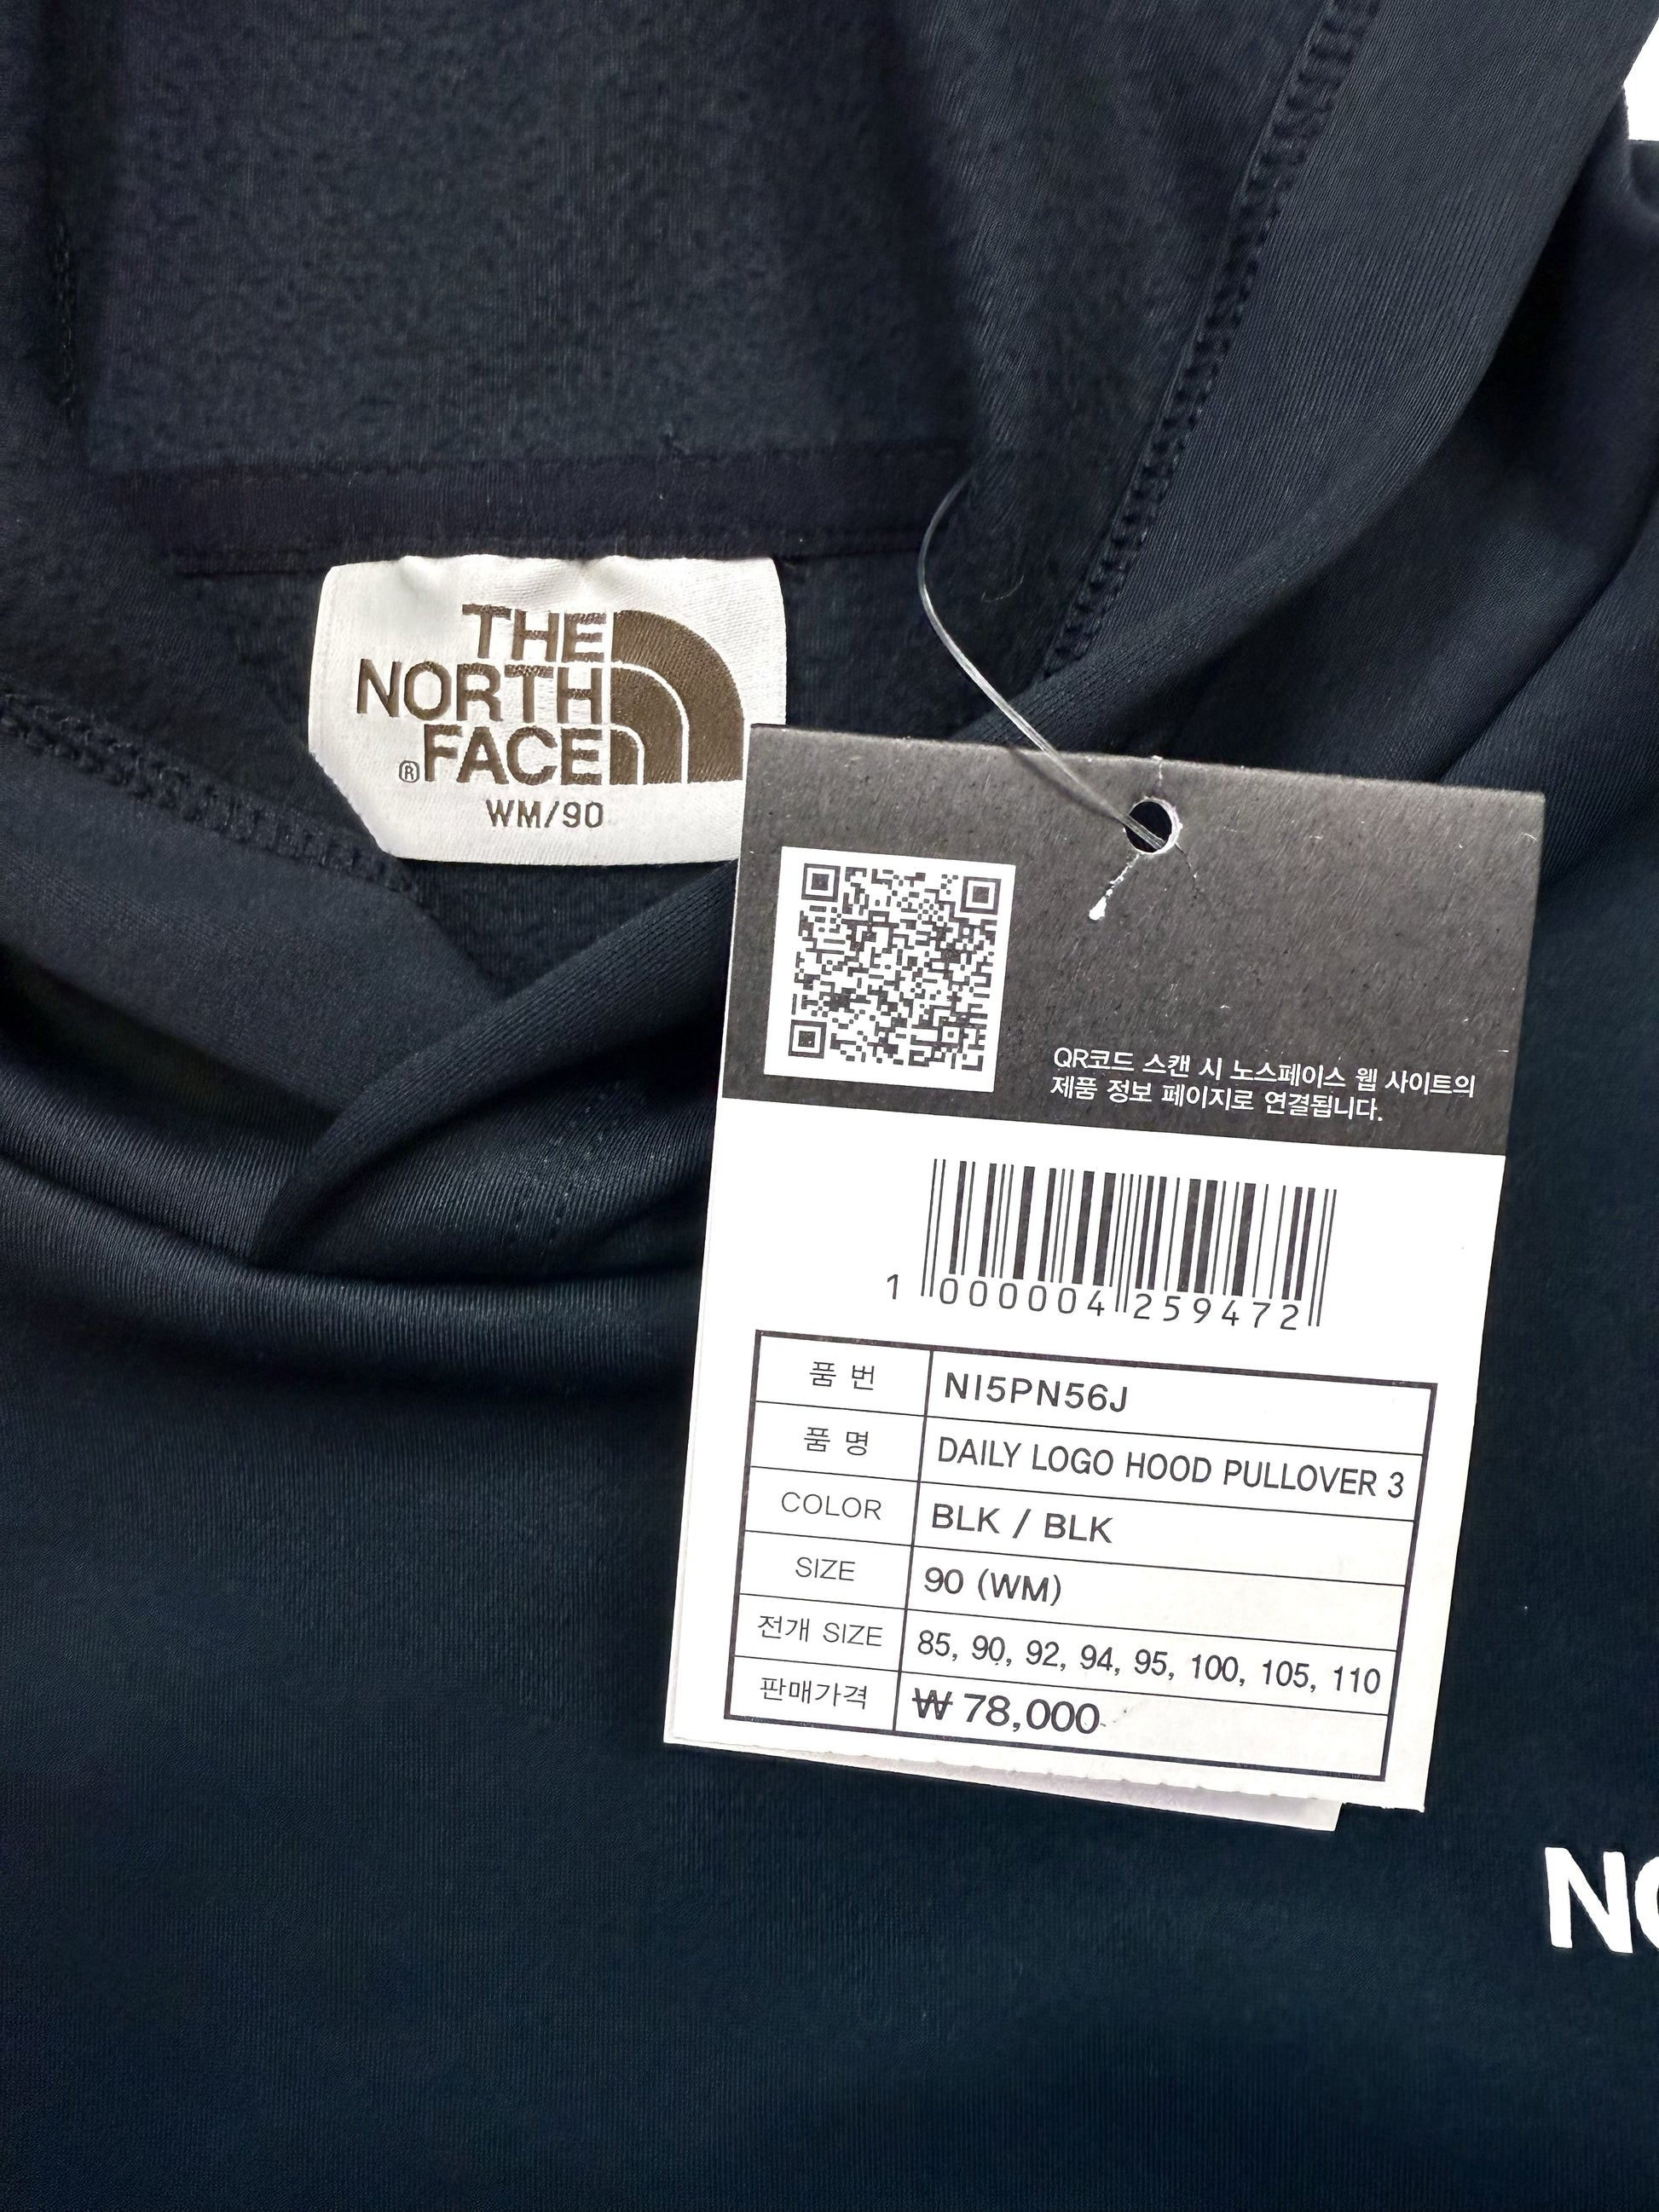 THE
NORTH
FACE
®
WM/90
QR코드 스캔 시 노스페이스 웹 사이트의
제품 정보 페이지로 연결됩니다.
1 000004 259472
품 번 NI5PN56J
품 명 DAILY LOGO HOOD PULLOVER 3
COLOR BLK / BLK
SIZE 90 (WM)
전개 SIZE 85, 90, 92, 94, 95, 100, 105, 110
판매가격 ₩ 78,000